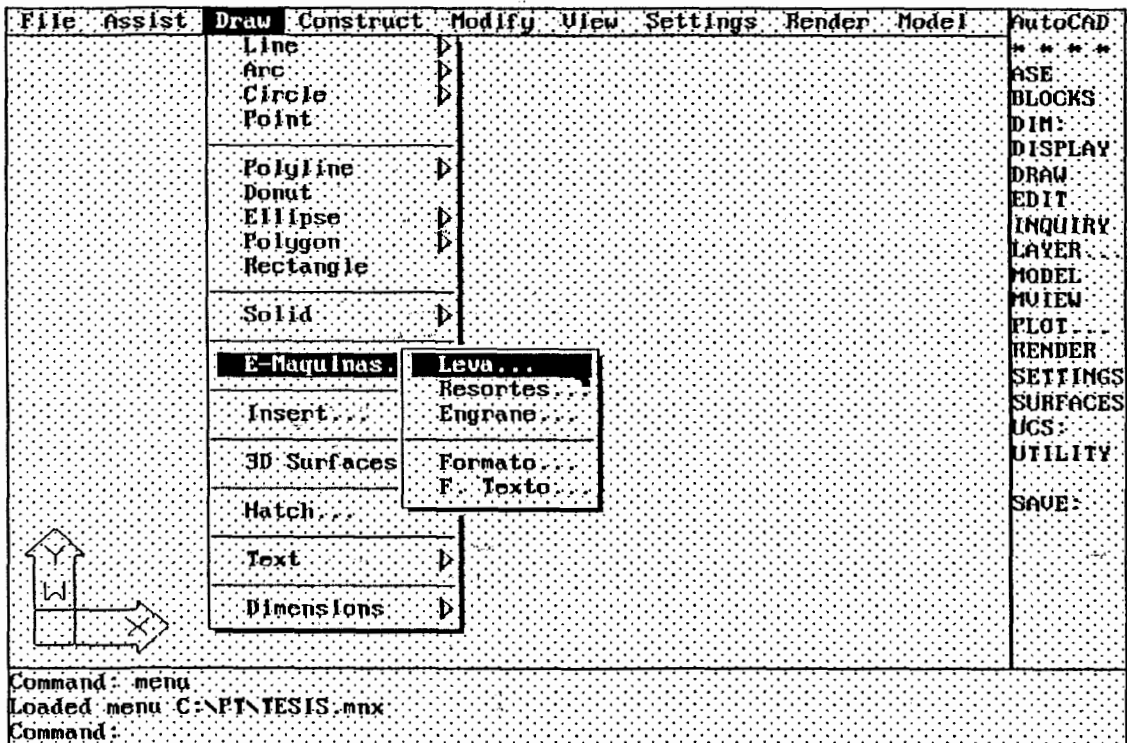 File Assist Draw Construct Modify View Settings Render Model
Line
Arc
Circle
Point
Polyline
Donut
Ellipse
Polygon
Rectangle
Solid
E-Maquinas.
Insert...
3D Surfaces
Hatch...
Text
Dimensions
Leva...
Resortes...
Engrane...
Formato...
F. Texto...
AutoCAD
* * * *
ASE
BLOCKS
DIM:
DISPLAY
DRAW
EDIT
INQUIRY
LAYER...
MODEL
MVIEW
PLOT...
RENDER
SETTINGS
SURFACES
UCS:
UTILITY
SAVE:
Y
W
X
Command: menu
Loaded menu C:\PT\TESIS.mnx
Command: